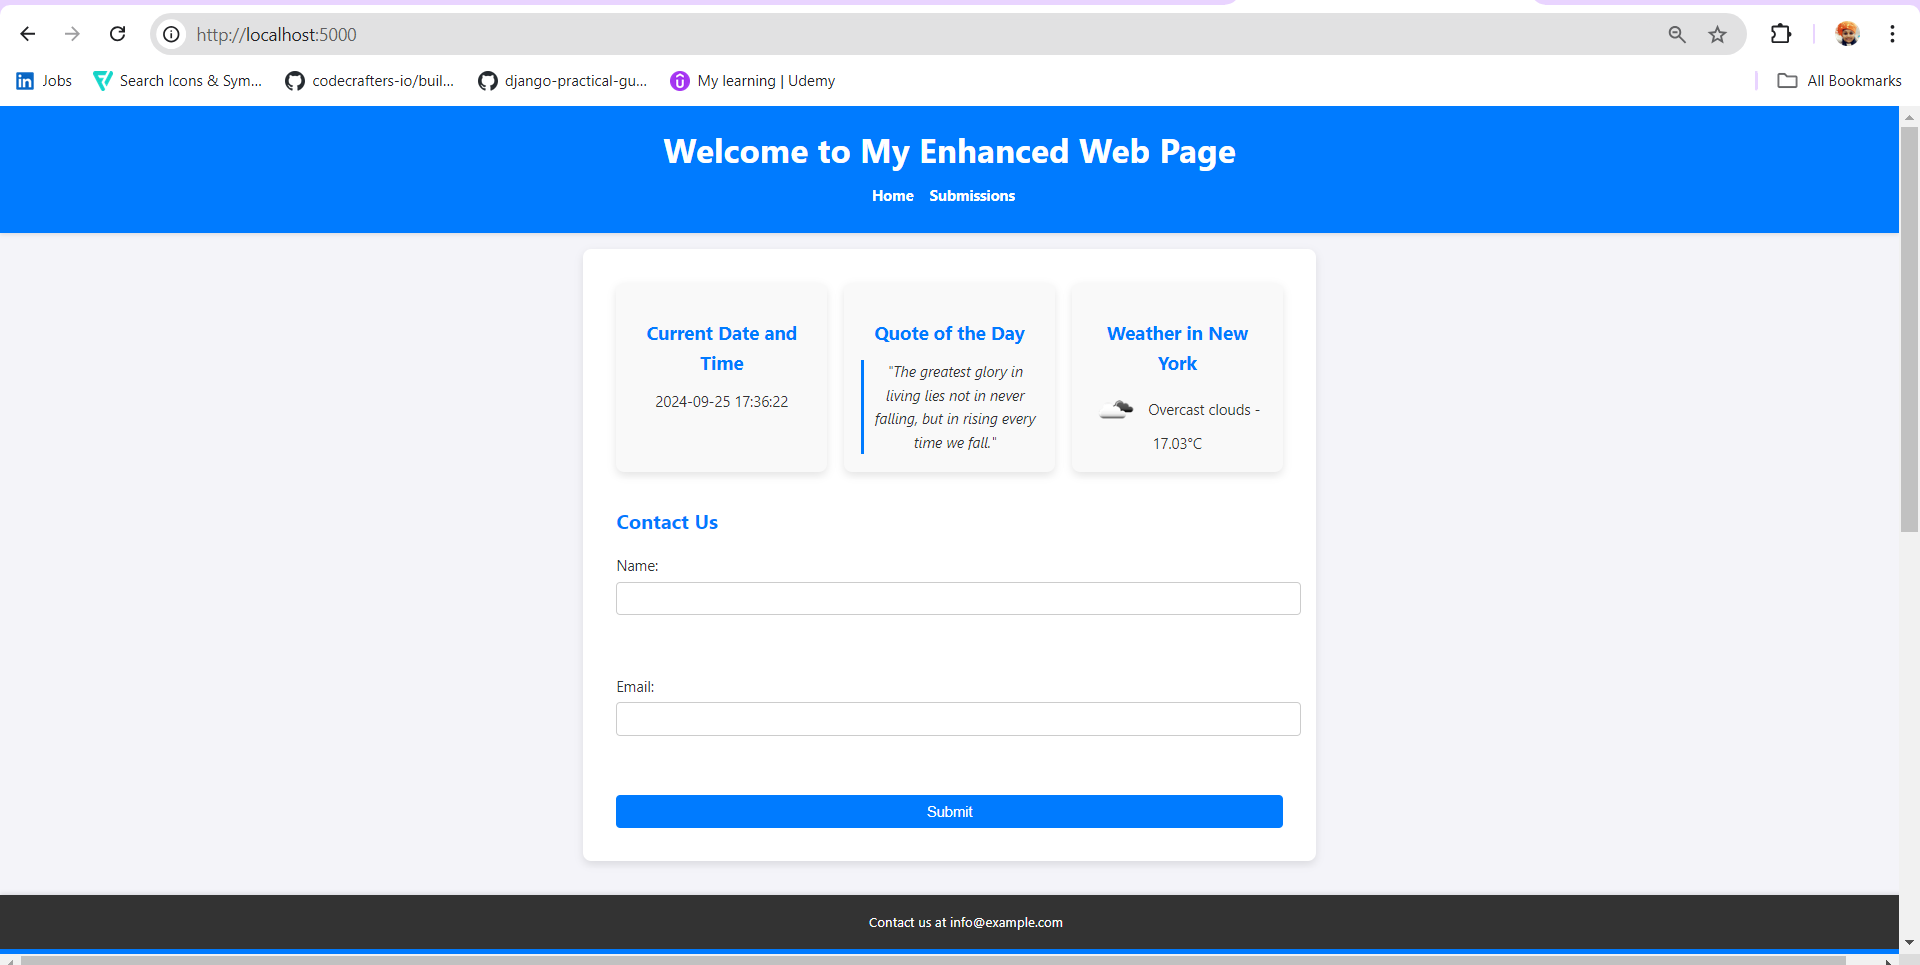 http://localhost:5000
Jobs
Search Icons & Sym...
codecrafters-io/buil...
django-practical-gu...
My learning | Udemy
All Bookmarks
Welcome to My Enhanced Web Page
Home Submissions
Current Date and
Time
2024-09-25 17:36:22
Quote of the Day
"The greatest glory in
living lies not in never
falling, but in rising every
time we fall."
Weather in New
York
Overcast clouds -
17.03°C
Contact Us
Name:
Email:
Submit
Contact us at info@example.com